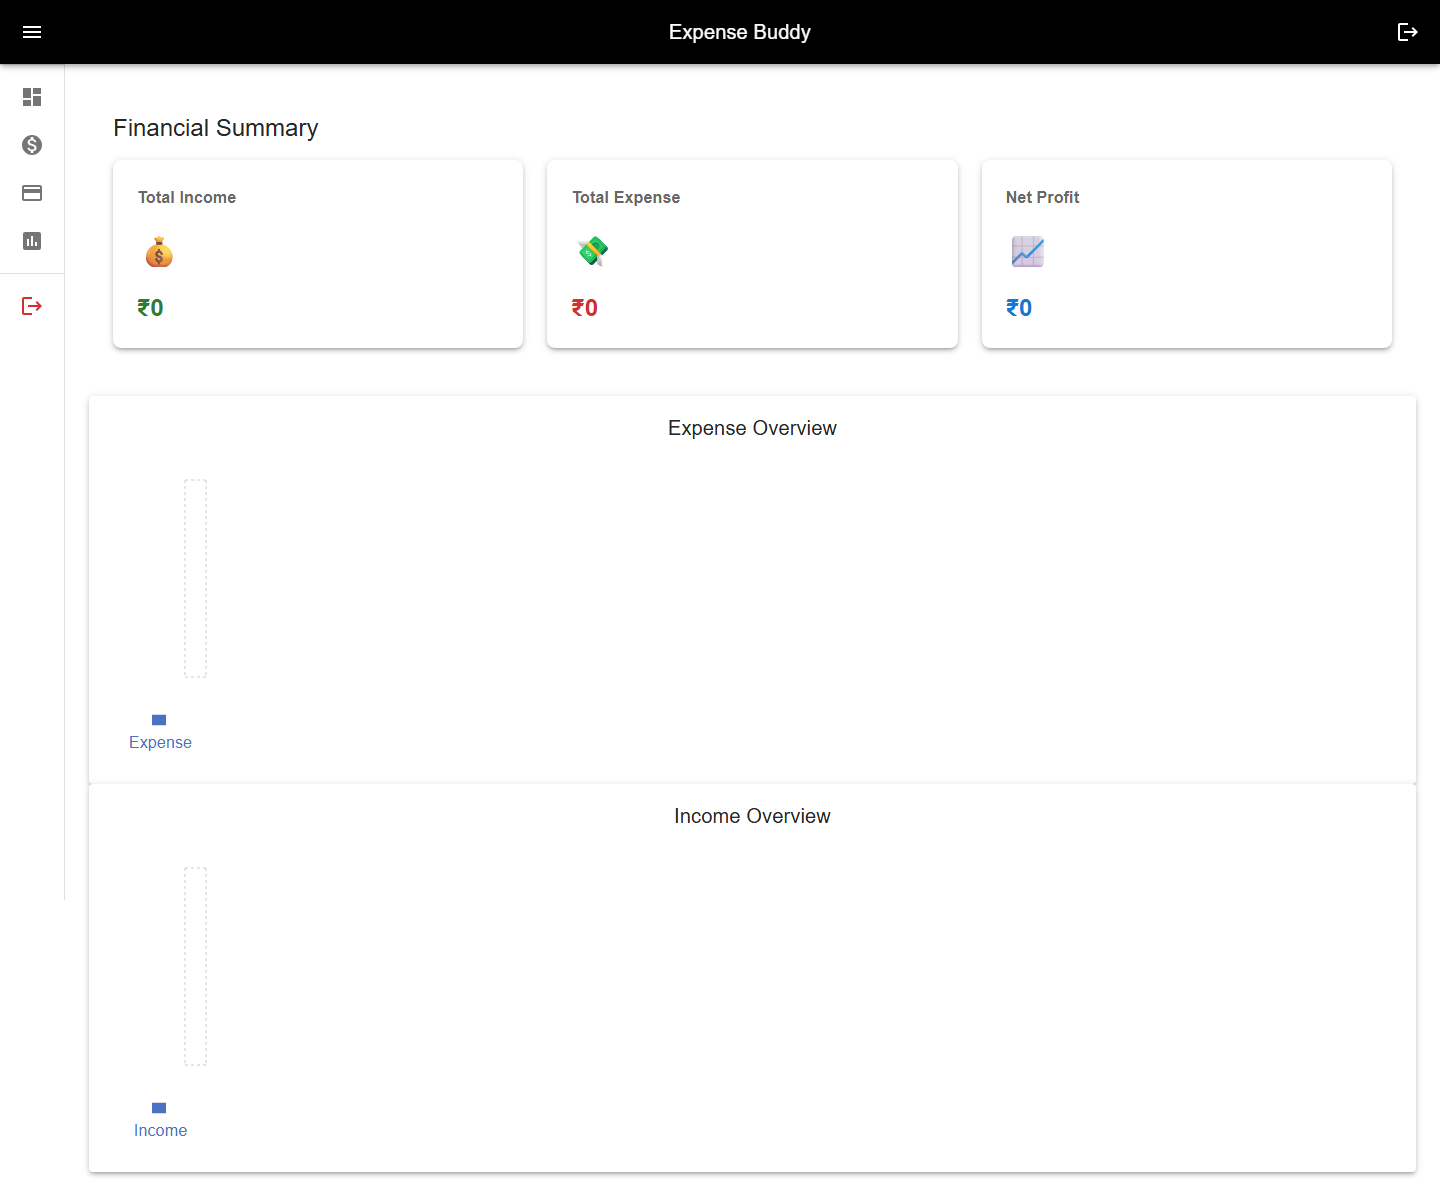 Expense Buddy
Financial Summary
Total Income
Total Expense
Net Profit
₹0
₹0
₹0
Expense Overview
Expense
Income Overview
Income